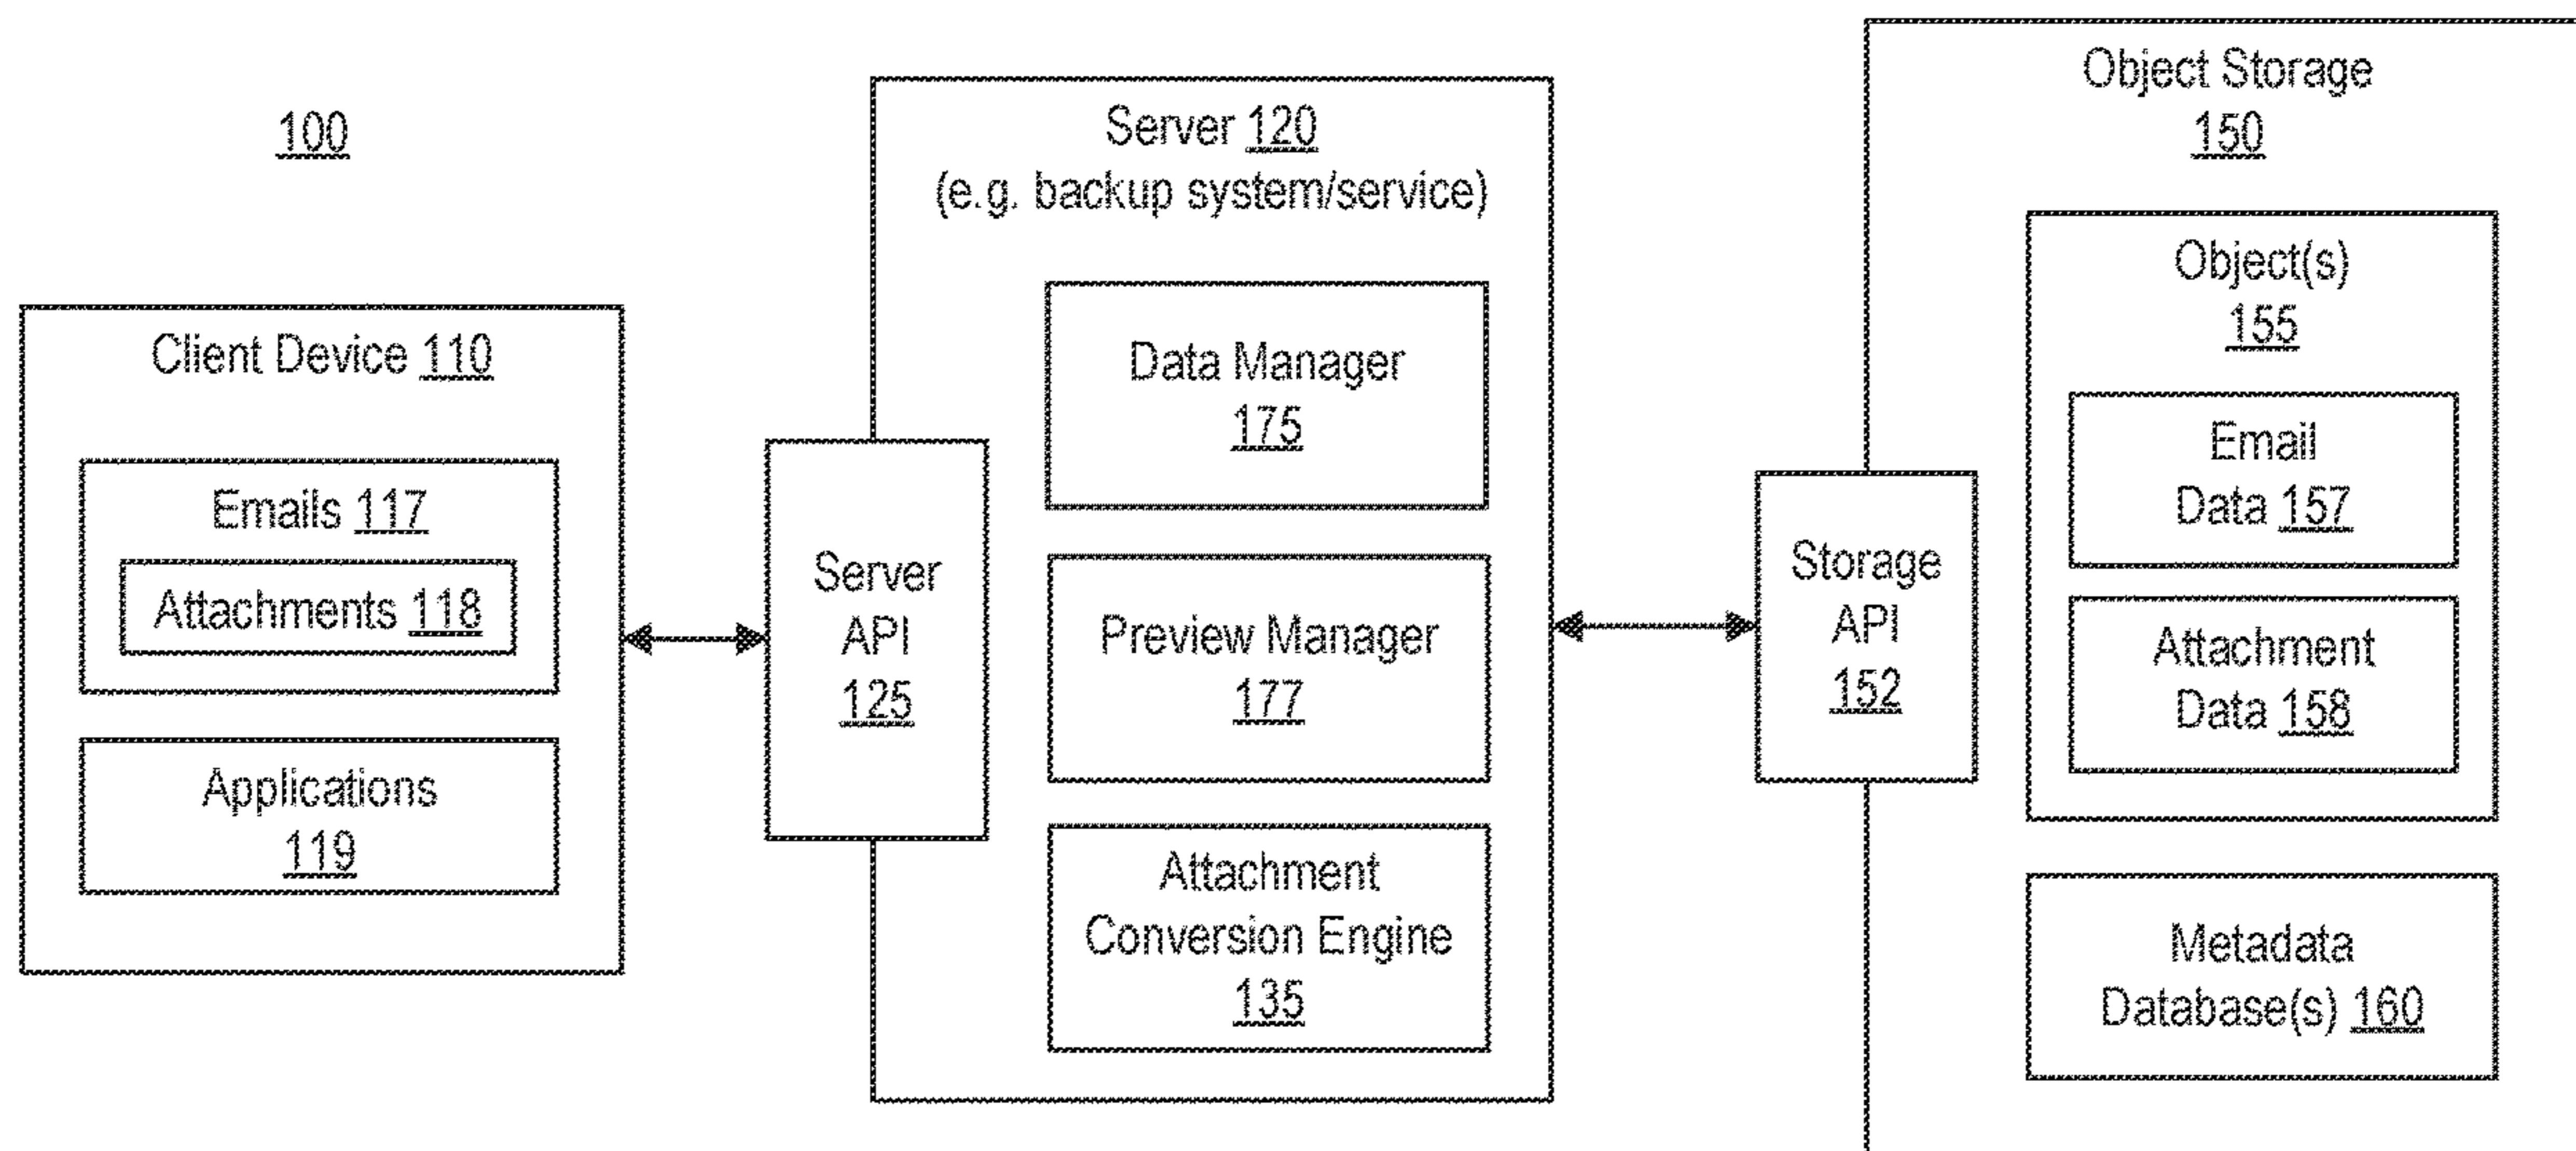 100
Client Device 110
Emails 117
Attachments 118
Applications
119
Server 120
(e.g. backup system/service)
Server
API
125
Data Manager
175
Preview Manager
177
Attachment
Conversion Engine
135
Object Storage
150
Storage
API
152
Object(s)
155
Email
Data 157
Attachment
Data 158
Metadata
Database(s) 160